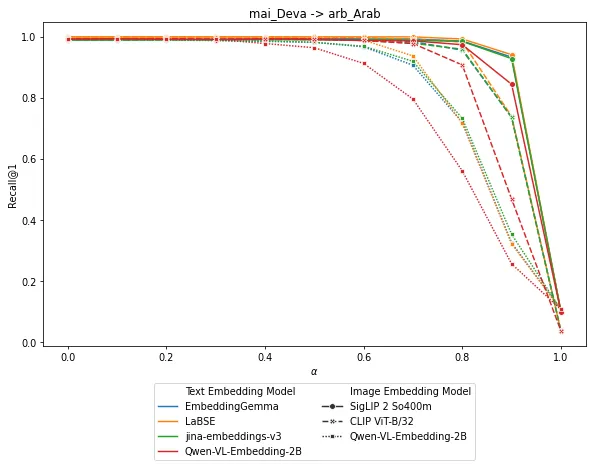 mai_Deva -> arb_Arab
Recall@1
1.0
0.8
0.6
0.4
0.2
0.0
0.0 0.2 0.4 0.6 0.8 1.0
α
Text Embedding Model
EmbeddingGemma
LaBSE
jina-embeddings-v3
Qwen-VL-Embedding-2B
Image Embedding Model
SigLIP 2 So400m
CLIP ViT-B/32
Qwen-VL-Embedding-2B